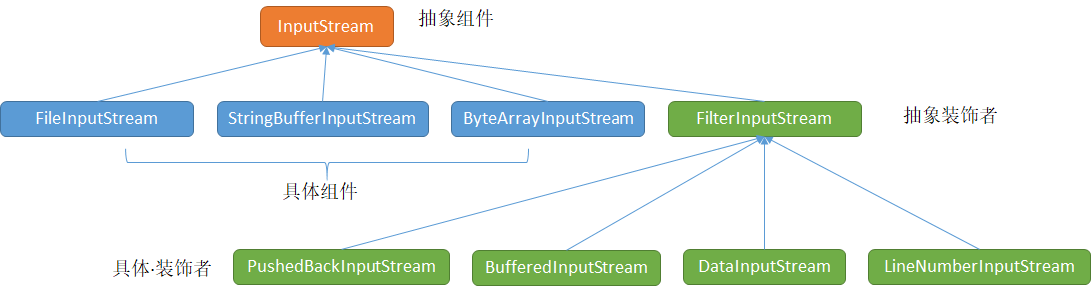 InputStream
抽象组件
FileInputStream
StringBufferInputStream
ByteArrayInputStream
FilterInputStream
抽象装饰者
具体组件
具体·装饰者
PushedBackInputStream
BufferedInputStream
DataInputStream
LineNumberInputStream